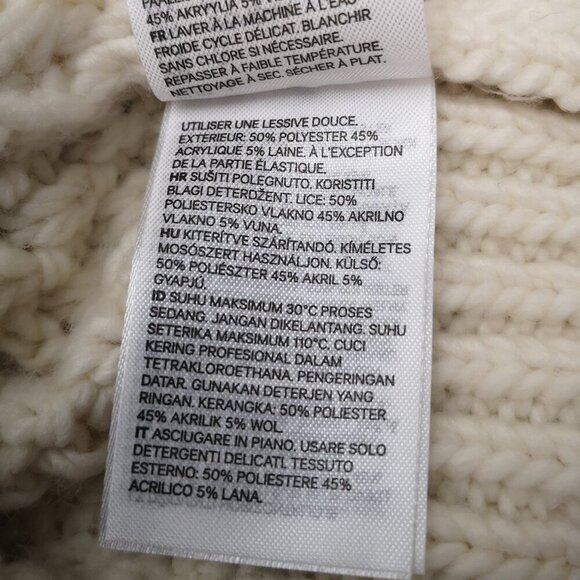 45% AKRYYLIA 5%
FR LAVER À LA MACHINE À L'EAU
FROIDE CYCLE DÉLICAT. BLANCHIR
SANS CHLORE SI NÉCESSAIRE.
REPASSER À FAIBLE TEMPÉRATURE.
NETTOYAGE À SEC. SÉCHER À PLAT.
UTILISER UNE LESSIVE DOUCE.
EXTÉRIEUR: 50% POLYESTER 45%
ACRYLIQUE 5% LAINE. À L'EXCEPTION
DE LA PARTIE ÉLASTIQUE.
HR SUŠITI POLEGNUTO. KORISTITI
BLAGI DETERDŽENT. LICE: 50%
POLIESTERSKO VLAKNO 45% AKRILNO
VLAKNO 5% VUNA.
HU KITERÍTVE SZÁRÍTANDÓ. KÍMÉLETES
MOSÓSZERT HASZNÁLJON. KÜLSŐ:
50% POLIÉSZTER 45% AKRIL 5%
GYAPJÚ.
ID SUHU MAKSIMUM 30°C PROSES
SEDANG. JANGAN DIKELANTANG. SUHU
SETERIKA MAKSIMUM 110°C. CUCI
KERING PROFESIONAL DALAM
TETRAKLOROETHANA. PENGERINGAN
DATAR. GUNAKAN DETERJEN YANG
RINGAN. KERANGKA: 50% POLIESTER
45% AKRILIK 5% WOL.
IT ASCIUGARE IN PIANO. USARE SOLO
DETERGENTI DELICATI. TESSUTO
ESTERNO: 50% POLIESTERE 45%
ACRILICO 5% LANA.